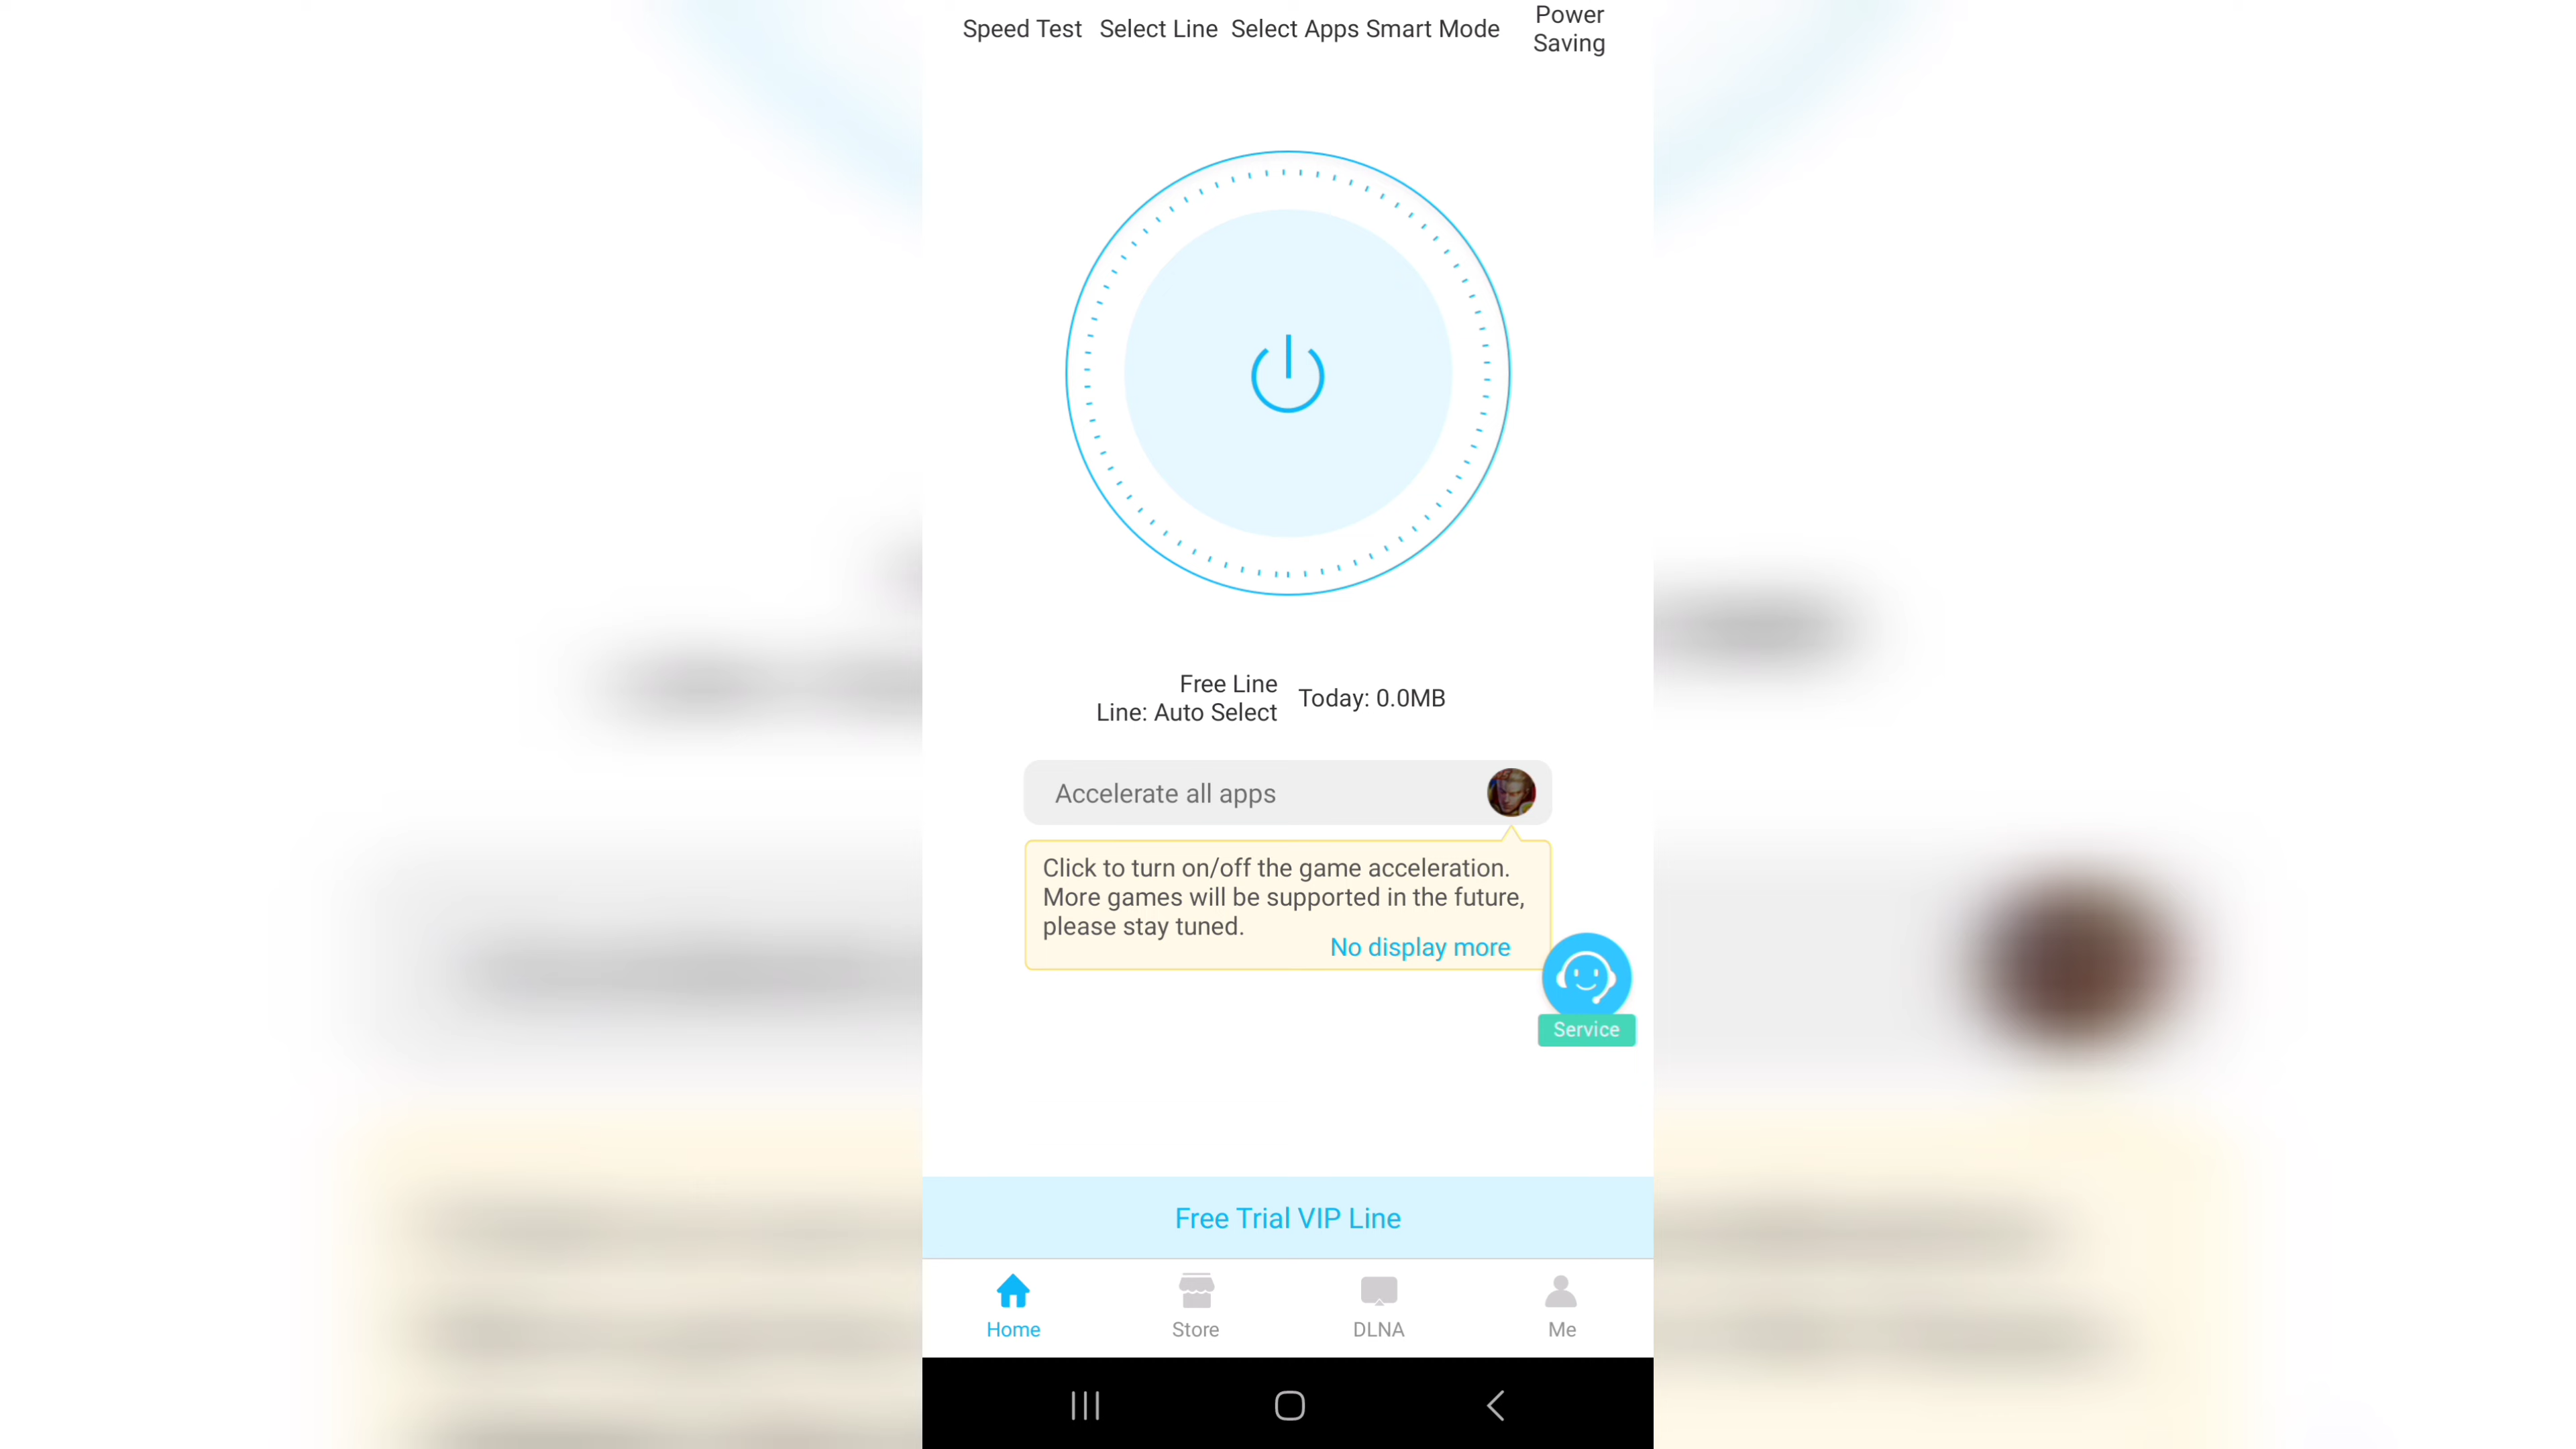 Speed Test
Select Line
Select Apps
Smart Mode
Power
Saving
Free Line
Line: Auto Select
Today: 0.0MB
Accelerate all apps
Click to turn on/off the game acceleration.
More games will be supported in the future,
please stay tuned.
No display more
Service
Free Trial VIP Line
Home
Store
DLNA
Me